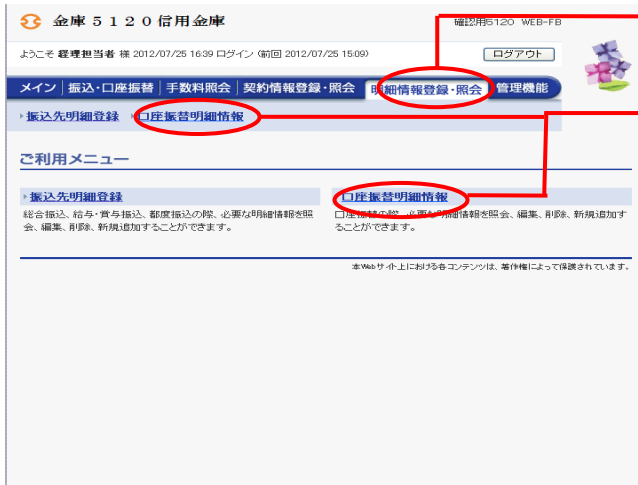 金庫５１２０信用金庫
確認用5120 WEB-FB
ようこそ 経理担当者 様 2012/07/25 16:39 ログイン (前回 2012/07/25 15:09)
ログアウト
メイン 振込・口座振替 手数料照会 契約情報登録・照会 明細情報登録・照会 管理機能
振込先明細登録 口座振替明細情報
ご利用メニュー
振込先明細登録 口座振替明細情報
総合振込、給与・賞与振込、都度振込の際、必要な明細情報を照会、編集、削除、新規追加することができます。
口座振替の際、必要な明細情報を照会、編集、削除、新規追加することができます。
本Webサイト上における各コンテンツは、著作権によって保護されています。